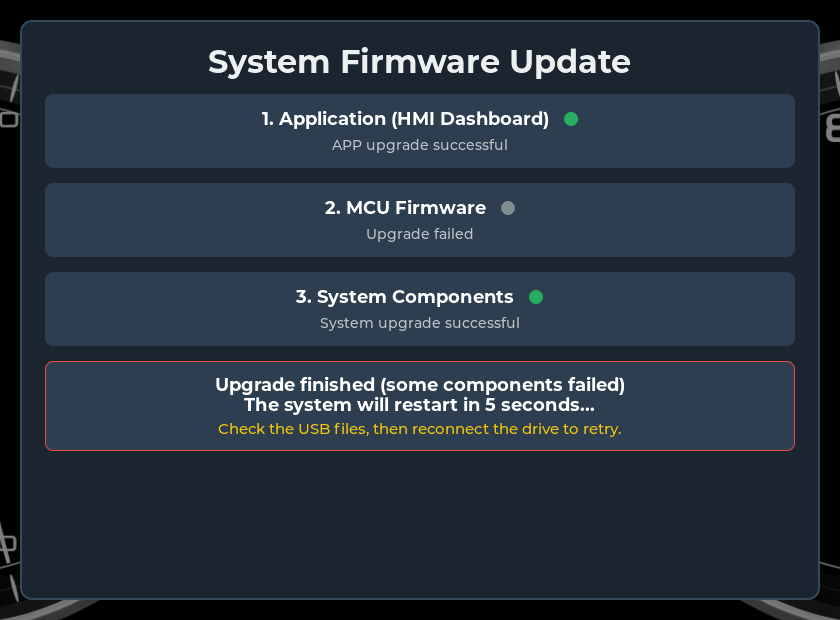 System Firmware Update
1. Application (HMI Dashboard)
APP upgrade successful
2. MCU Firmware
Upgrade failed
3. System Components
System upgrade successful
Upgrade finished (some components failed)
The system will restart in 5 seconds...
Check the USB files, then reconnect the drive to retry.